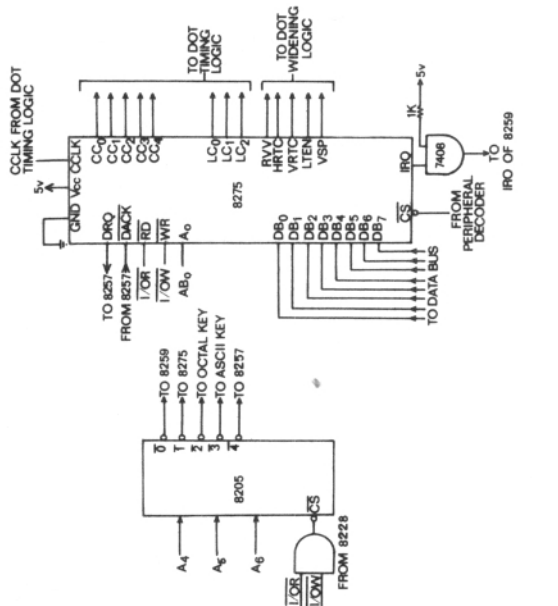 CCLK FROM DOT
TIMING LOGIC
5v
GND
Vcc
CCLK
TO 8257
DRQ
FROM 8257
DACK
I/OR
RD
I/OW
WR
AB0
A0
8275
CC0
CC1
CC2
CC3
CC4
TO DOT
TIMING
LOGIC
LC0
LC1
LC2
RVV
HRTC
VRTC
LTEN
VSP
TO DOT
WIDENING
LOGIC
DB0
DB1
DB2
DB3
DB4
DB5
DB6
DB7
TO DATA BUS
CS
FROM
PERIPHERAL
DECODER
IRQ
1K
5v
7408
TO
IRO OF 8259
A4
A5
A6
8205
0
1
2
3
4
TO 8259
TO 8275
TO OCTAL KEY
TO ASCII KEY
TO 8257
CS
I/OR
I/OW
FROM 8228